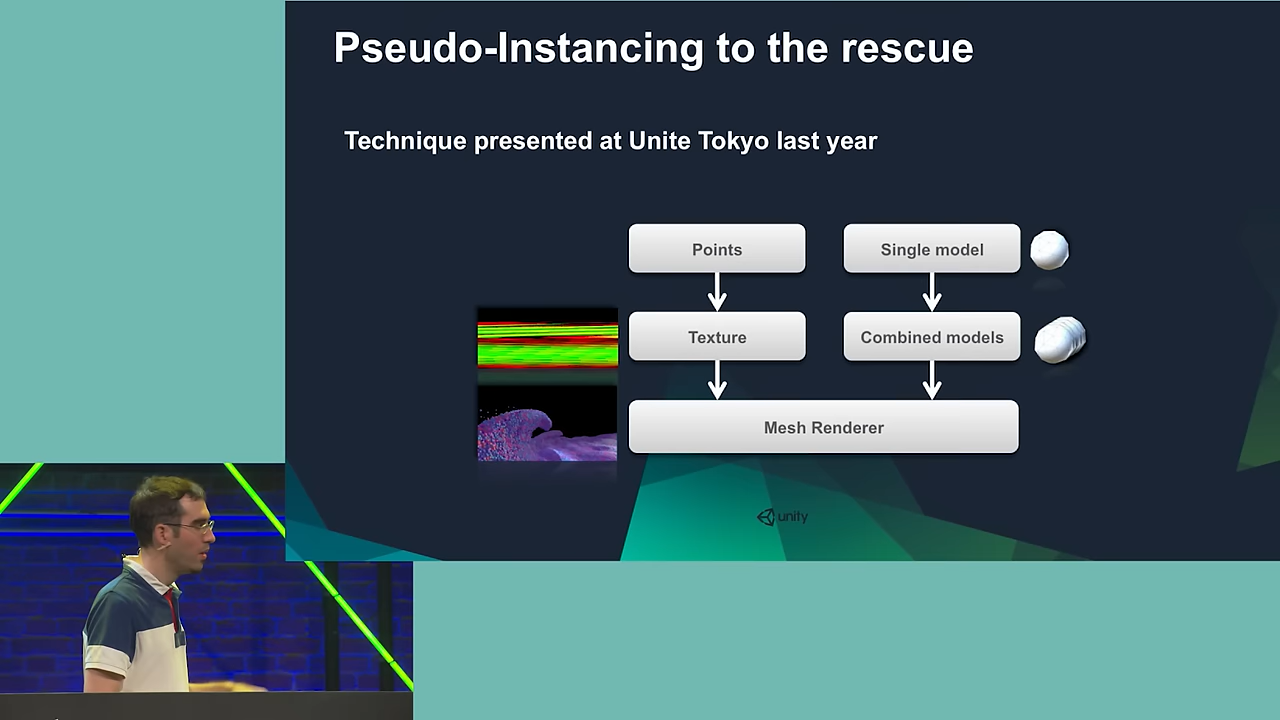 Pseudo-Instancing to the rescue
Technique presented at Unite Tokyo last year
Points
Single model
Texture
Combined models
Mesh Renderer
unity